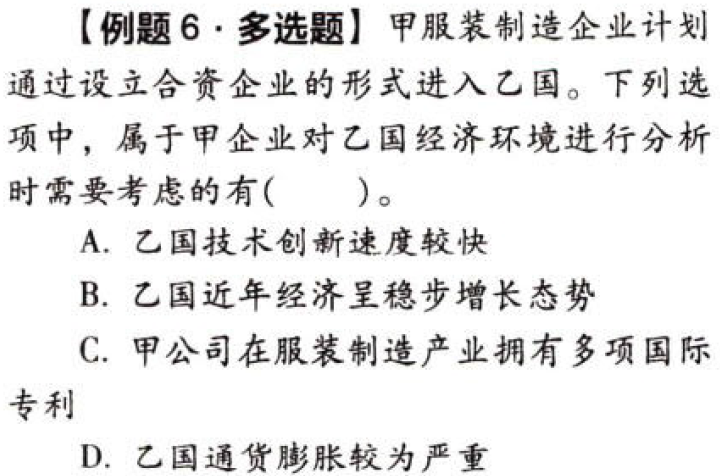 【例题6·多选题】 甲服装制造企业计划
通过设立合资企业的形式进入乙国。下列选
项中，属于甲企业对乙国经济环境进行分析
时需要考虑的有(　　)。
A. 乙国技术创新速度较快
B. 乙国近年经济呈稳步增长态势
C. 甲公司在服装制造产业拥有多项国际
专利
D. 乙国通货膨胀较为严重